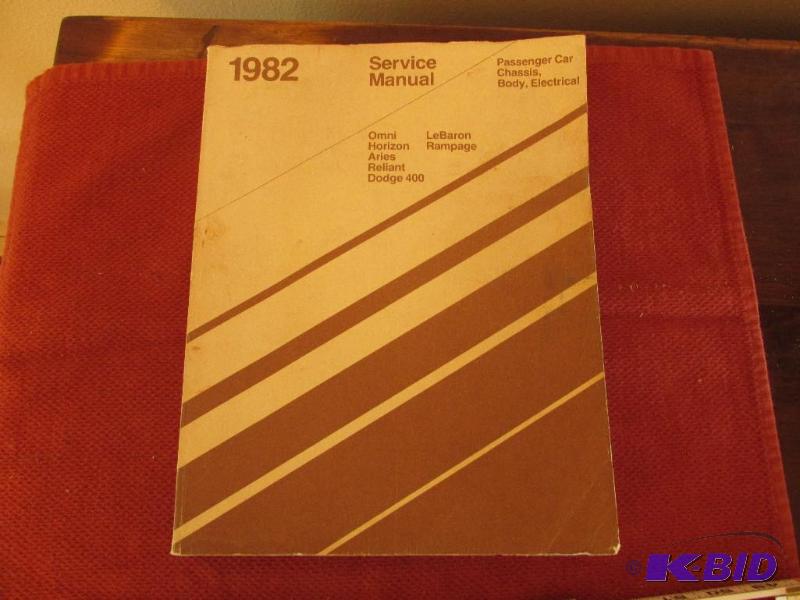 1982
Service
Manual
Passenger Car
Chassis,
Body, Electrical
Omni
Horizon
Aries
Reliant
Dodge 400
LeBaron
Rampage
© K-BID